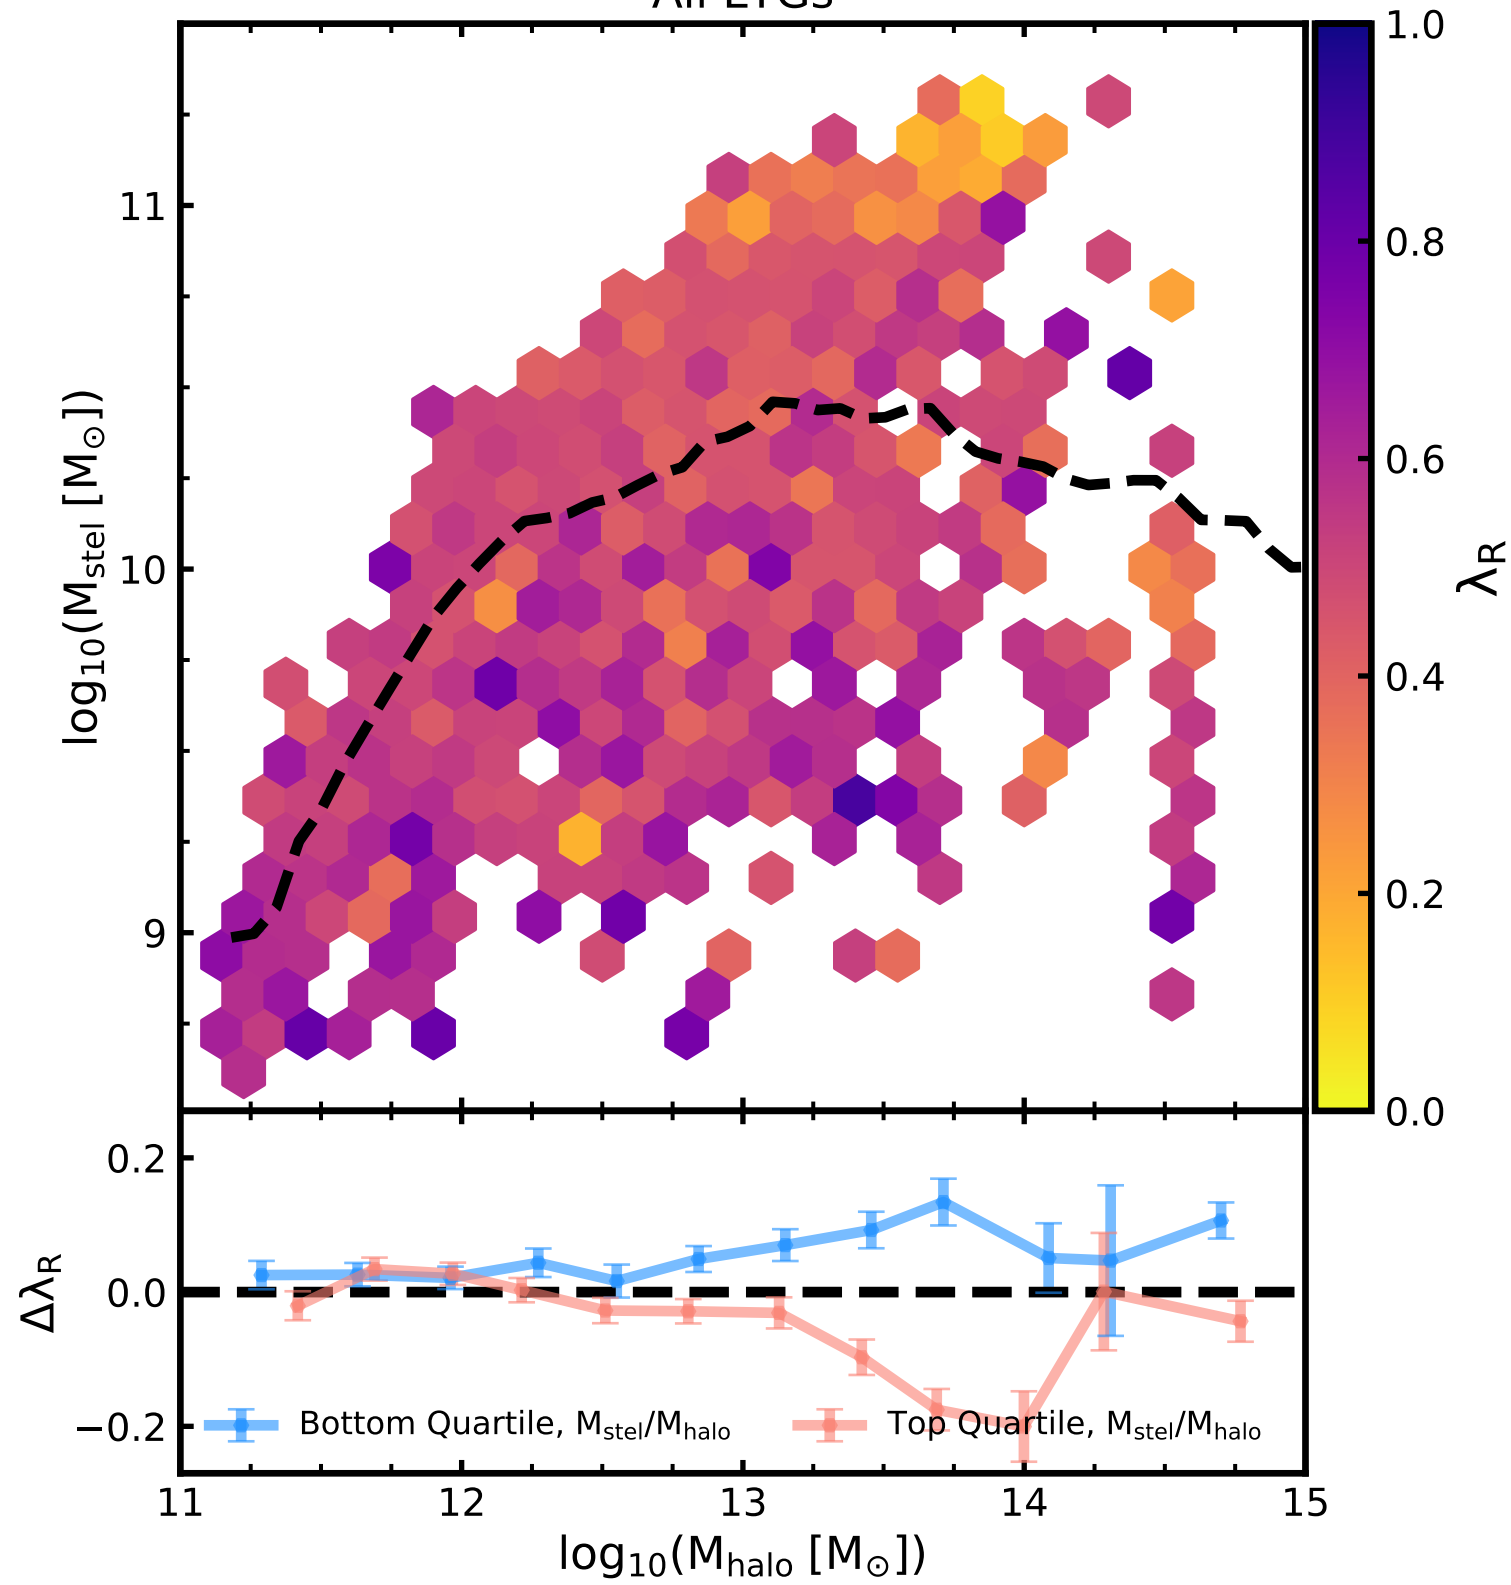 All ETGs
1.0
0.8
0.6
0.4
0.2
0.0
λR
11
10
9
log10(Mstel [M⊙])
0.2
0.0
−0.2
ΔλR
Bottom Quartile, Mstel/Mhalo
Top Quartile, Mstel/Mhalo
11 12 13 14 15
log10(Mhalo [M⊙])